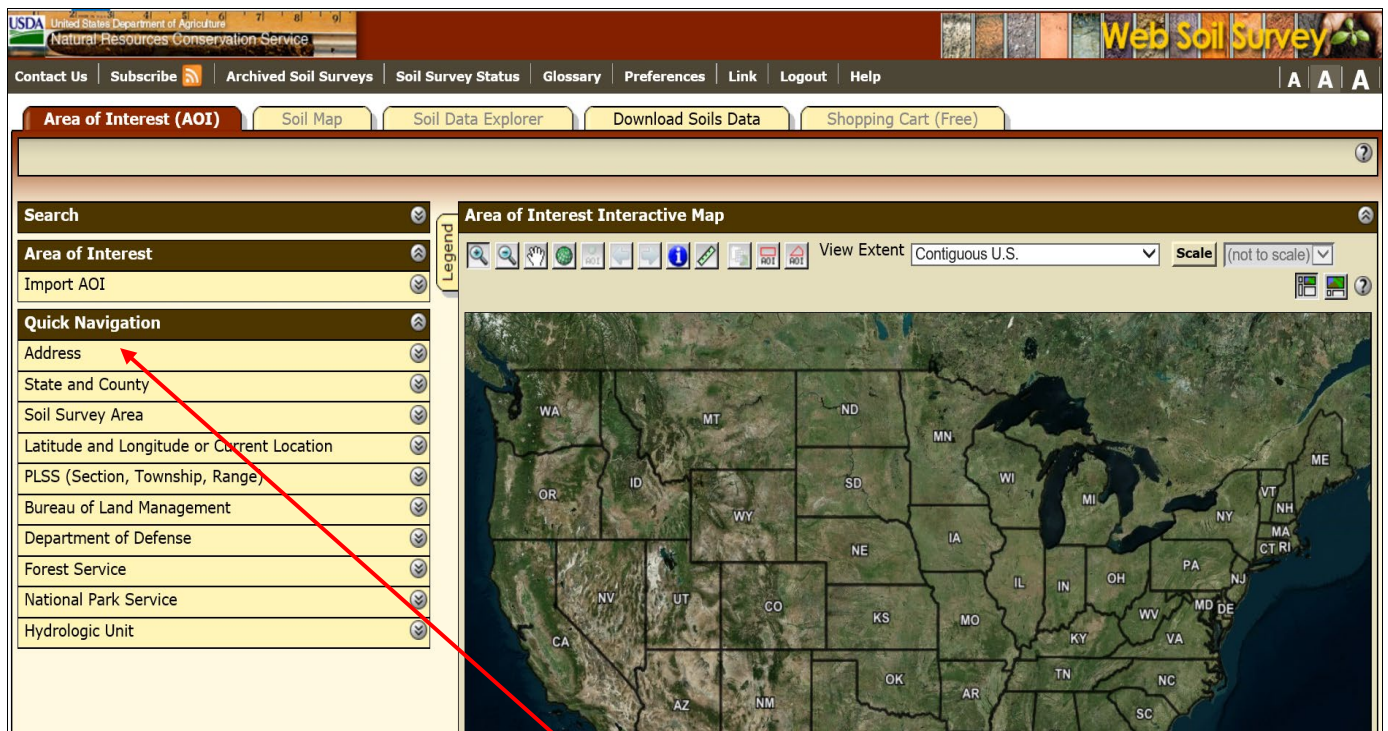 USDA United States Department of Agriculture
Natural Resources Conservation Service
Web Soil Survey
Contact Us | Subscribe | Archived Soil Surveys | Soil Survey Status | Glossary | Preferences | Link | Logout | Help | A | A | A
Area of Interest (AOI) Soil Map Soil Data Explorer Download Soils Data Shopping Cart (Free)
Search
Area of Interest
Import AOI
Quick Navigation
Address
State and County
Soil Survey Area
Latitude and Longitude or Current Location
PLSS (Section, Township, Range)
Bureau of Land Management
Department of Defense
Forest Service
National Park Service
Hydrologic Unit
Legend
Area of Interest Interactive Map
AOI AOI AOI View Extent Contiguous U.S. Scale (not to scale)
WA MT ND MN ME
OR ID SD WI MI VT NH
WY NY MA
CT RI
NE IA PA
NV UT CO IL IN OH NJ
KS MO WV MD DE
CA KY VA
OK TN NC
AZ NM AR SC